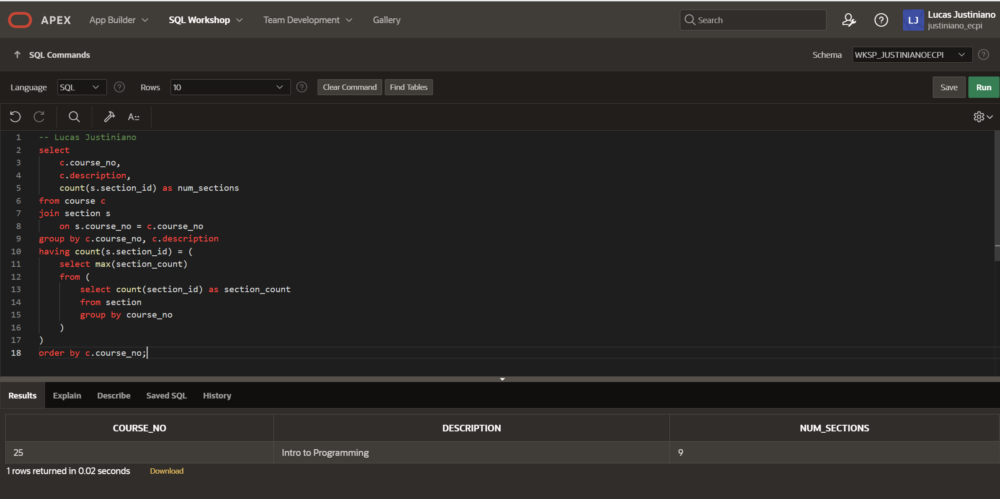 APEX App Builder SQL Workshop Team Development Gallery Search LJ Lucas Justiniano
justiniano_ecpi
SQL Commands Schema WKSP_JUSTINIANOECPI
Language SQL Rows 10 Clear Command Find Tables Save Run
1 -- Lucas Justiniano
2 select
3 c.course_no,
4 c.description,
5 count(s.section_id) as num_sections
6 from course c
7 join section s
8 on s.course_no = c.course_no
9 group by c.course_no, c.description
10 having count(s.section_id) = (
11 select max(section_count)
12 from (
13 select count(section_id) as section_count
14 from section
15 group by course_no
16 )
17 )
18 order by c.course_no;
Results Explain Describe Saved SQL History
COURSE_NO DESCRIPTION NUM_SECTIONS
25 Intro to Programming 9
1 rows returned in 0.02 seconds Download